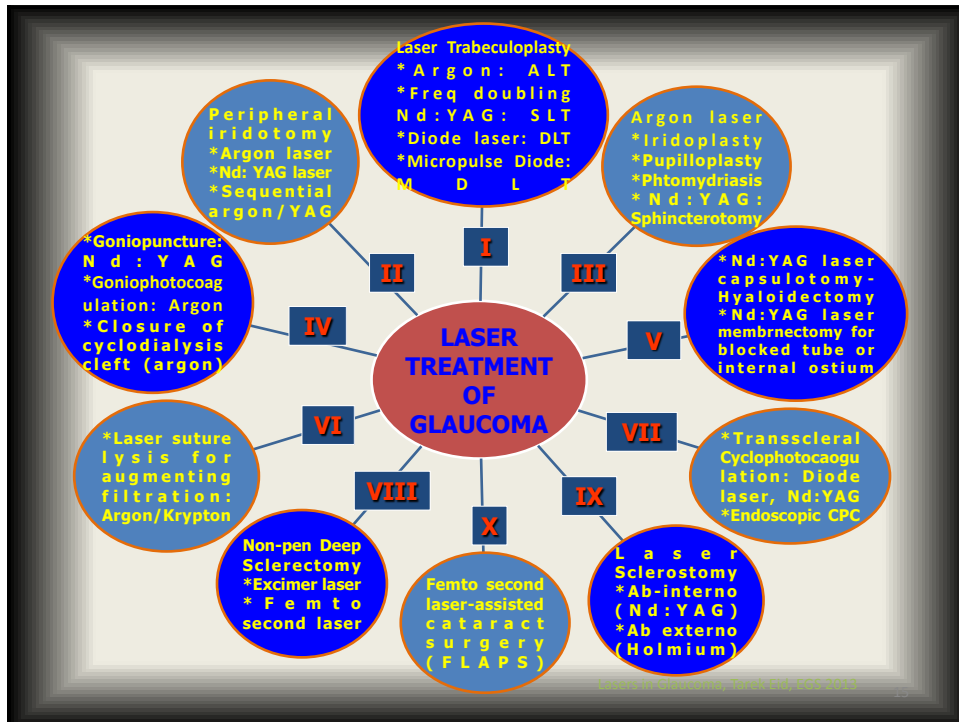 Laser Trabeculoplasty
*Argon: ALT
*Freq doubling
Nd:YAG: SLT
*Diode laser: DLT
*Micropulse Diode:
MDLT
I
Peripheral
iridotomy
*Argon laser
*Nd: YAG laser
*Sequential
argon/YAG
II
Argon laser
*Iridoplasty
*Pupilloplasty
*Phtomydriasis
*Nd:YAG:
Sphincterotomy
III
*Goniopuncture:
Nd:YAG
*Goniophotocoag
ulation: Argon
*Closure of
cyclodialysis
cleft (argon)
IV
*Nd:YAG laser
capsulotomy-
Hyaloidectomy
*Nd:YAG laser
membrnectomy for
blocked tube or
internal ostium
V
LASER
TREATMENT
OF
GLAUCOMA
*Laser suture
lysis for
augmenting
filtration:
Argon/Krypton
VI
*Transscleral
Cyclophotocaogu
lation: Diode
laser, Nd:YAG
*Endoscopic CPC
VII
Non-pen Deep
Sclerectomy
*Excimer laser
* Femto
second laser
VIII
Laser
Sclerostomy
*Ab-interno
(Nd:YAG)
*Ab externo
(Holmium)
IX
Femto second
laser-assisted
cataract
surgery
(FLAPS)
X
Lasers in Glaucoma, Tarek Eid, EGS 2013
13